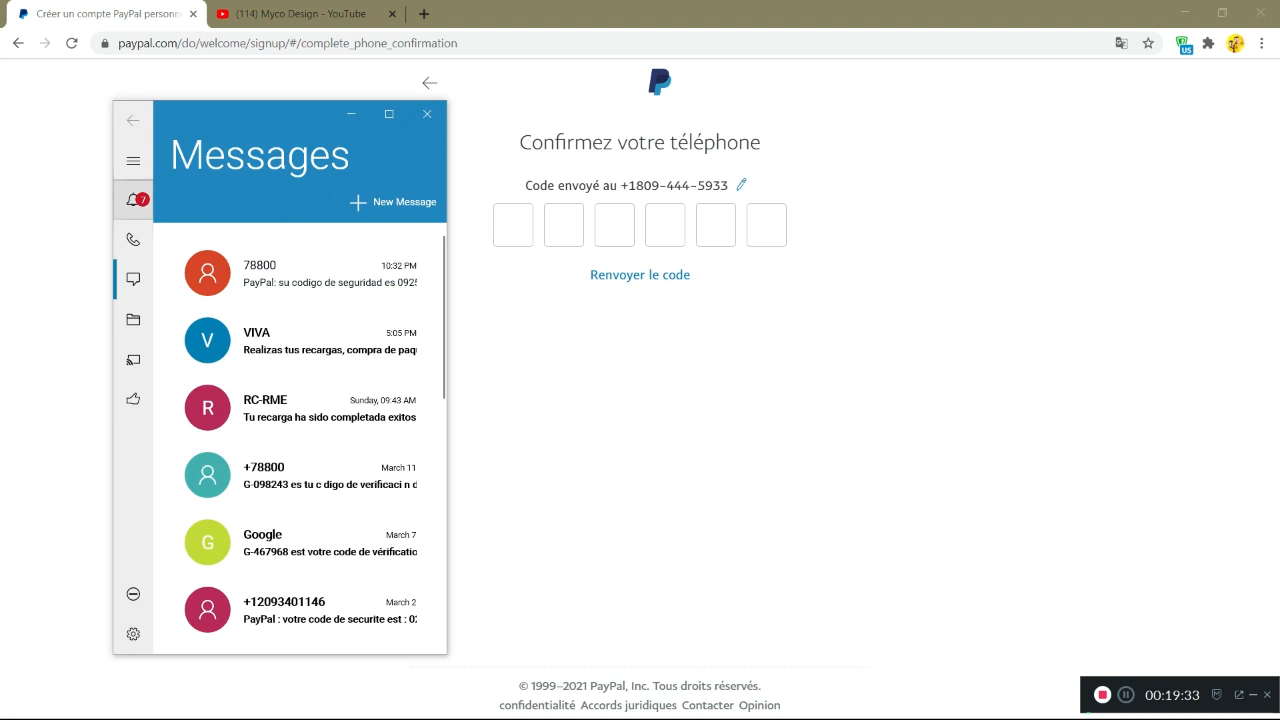 Créer un compte PayPal personn
(114) Myco Design - YouTube
paypal.com/do/welcome/signup/#/complete_phone_confirmation
US
Confirmez votre téléphone
Code envoyé au +1809-444-5933
Renvoyer le code
Messages
7
New Message
78800
10:32 PM
PayPal: su codigo de seguridad es 0925
VIVA
5:05 PM
V
Realizas tus recargas, compra de paq
RC-RME
Sunday, 09:43 AM
R
Tu recarga ha sido completada exitos
+78800
March 11
G-098243 es tu c digo de verificaci n d
Google
March 7
G
G-467968 est votre code de vérificatio
+12093401146
March 2
PayPal : votre code de securite est : 02
© 1999–2021 PayPal, Inc. Tous droits réservés.
confidentialité Accords juridiques Contacter Opinion
00:19:33